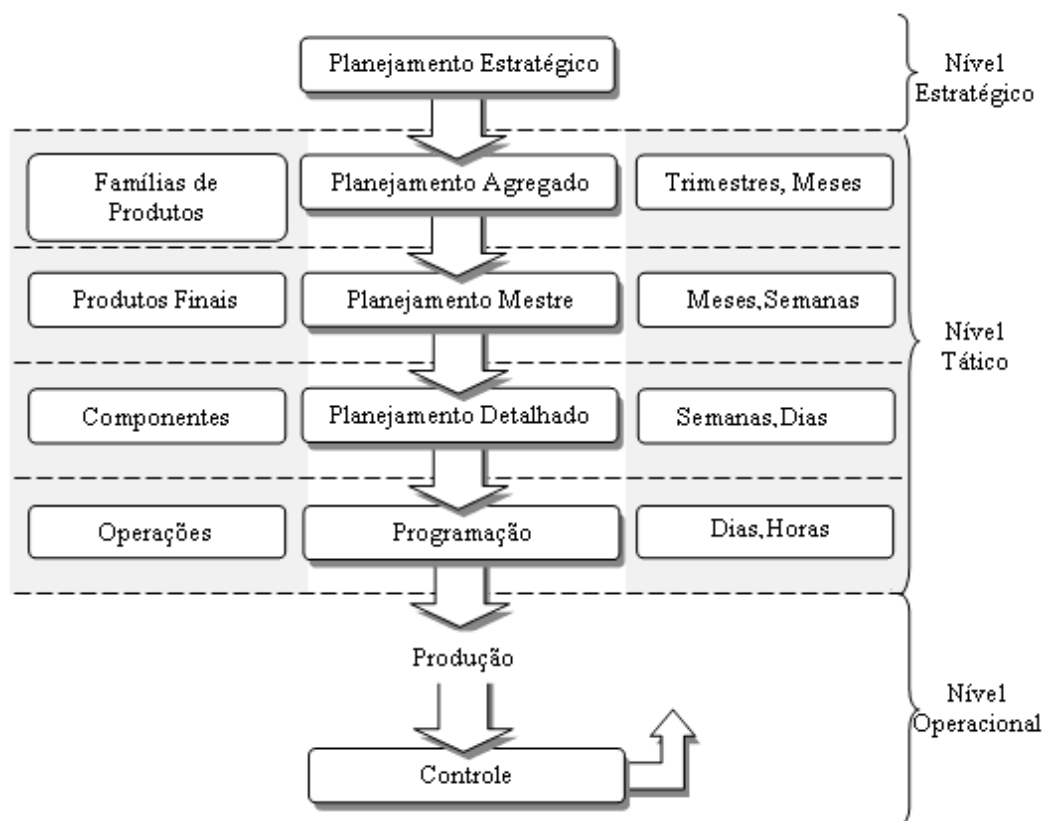 Planejamento Estratégico
Nível
Estratégico
Famílias de
Produtos
Planejamento Agregado
Trimestres, Meses
Produtos Finais
Planejamento Mestre
Meses,Semanas
Nível
Tático
Componentes
Planejamento Detalhado
Semanas,Dias
Operações
Programação
Dias,Horas
Produção
Nível
Operacional
Controle